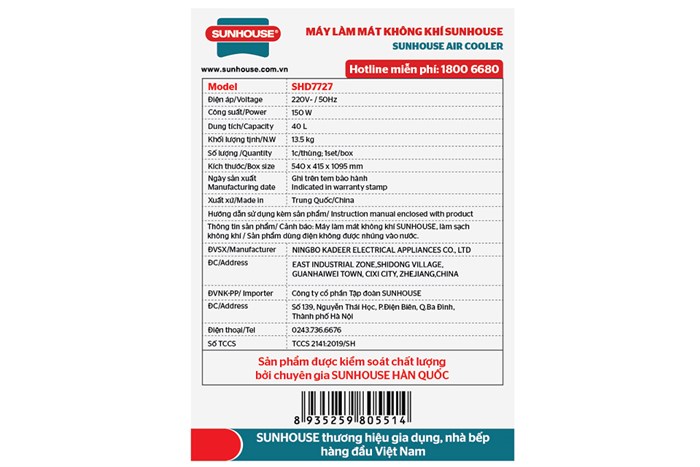 SUNHOUSE®
MÁY LÀM MÁT KHÔNG KHÍ SUNHOUSE
SUNHOUSE AIR COOLER
www.sunhouse.com.vn
Hotline miễn phí: 1800 6680
Model SHD7727
Điện áp/Voltage 220V~ / 50Hz
Công suất/Power 150 W
Dung tích/Capacity 40 L
Khối lượng tịnh/N.W 13.5 kg
Số lượng /Quantity 1c/thùng; 1set/box
Kích thước/Box size 540 x 415 x 1095 mm
Ngày sản xuất Ghi trên tem bảo hành
Manufacturing date Indicated in warranty stamp
Xuất xứ/Made in Trung Quốc/China
Hướng dẫn sử dụng kèm sản phẩm/ Instruction manual enclosed with product
Thông tin sản phẩm/ Cảnh báo: Máy làm mát không khí SUNHOUSE, làm sạch
không khí / Sản phẩm dùng điện không được nhúng vào nước.
ĐVSX/Manufacturer NINGBO KADEER ELECTRICAL APPLIANCES CO., LTD
ĐC/Address EAST INDUSTRIAL ZONE,SHIDONG VILLAGE,
GUANHAIWEI TOWN, CIXI CITY, ZHEJIANG,CHINA
ĐVNK-PP/ Importer Công ty cổ phần Tập đoàn SUNHOUSE
ĐC/Address Số 139, Nguyễn Thái Học, P.Điện Biên, Q.Ba Đình,
Thành phố Hà Nội
Điện thoại/Tel 0243.736.6676
Số TCCS TCCS 2141:2019/SH
Sản phẩm được kiểm soát chất lượng
bởi chuyên gia SUNHOUSE HÀN QUỐC
8 935259 805514
SUNHOUSE thương hiệu gia dụng, nhà bếp
hàng đầu Việt Nam